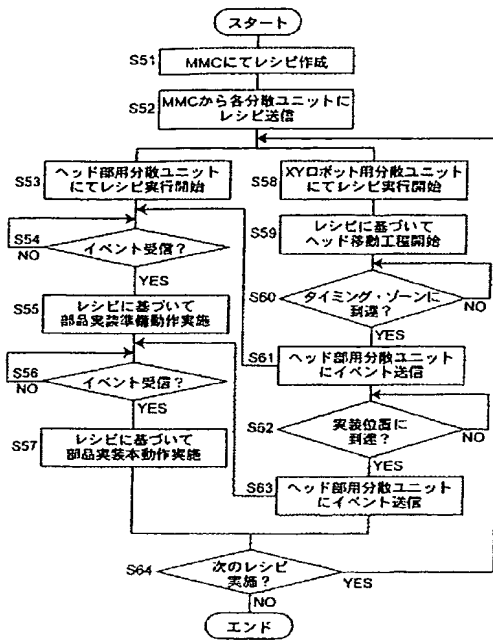 スタート
S51
MMCにてレシピ作成
S52
MMCから各分散ユニットに
レシピ送信
S53
ヘッド部用分散ユニット
にてレシピ実行開始
S54
イベント受信?
NO
YES
S55
レシピに基づいて
部品実装準備動作実施
S56
イベント受信?
NO
YES
S57
レシピに基づいて
部品実装本動作実施
S58
XYロボット用分散ユニット
にてレシピ実行開始
S59
レシピに基づいて
ヘッド移動工程開始
S60
タイミング・ゾーンに
到達?
NO
YES
S61
ヘッド部用分散ユニット
にイベント送信
S52
実装位置に
到達?
NO
YES
S63
ヘッド部用分散ユニット
にイベント送信
S64
次のレシピ
実施?
YES
NO
エンド